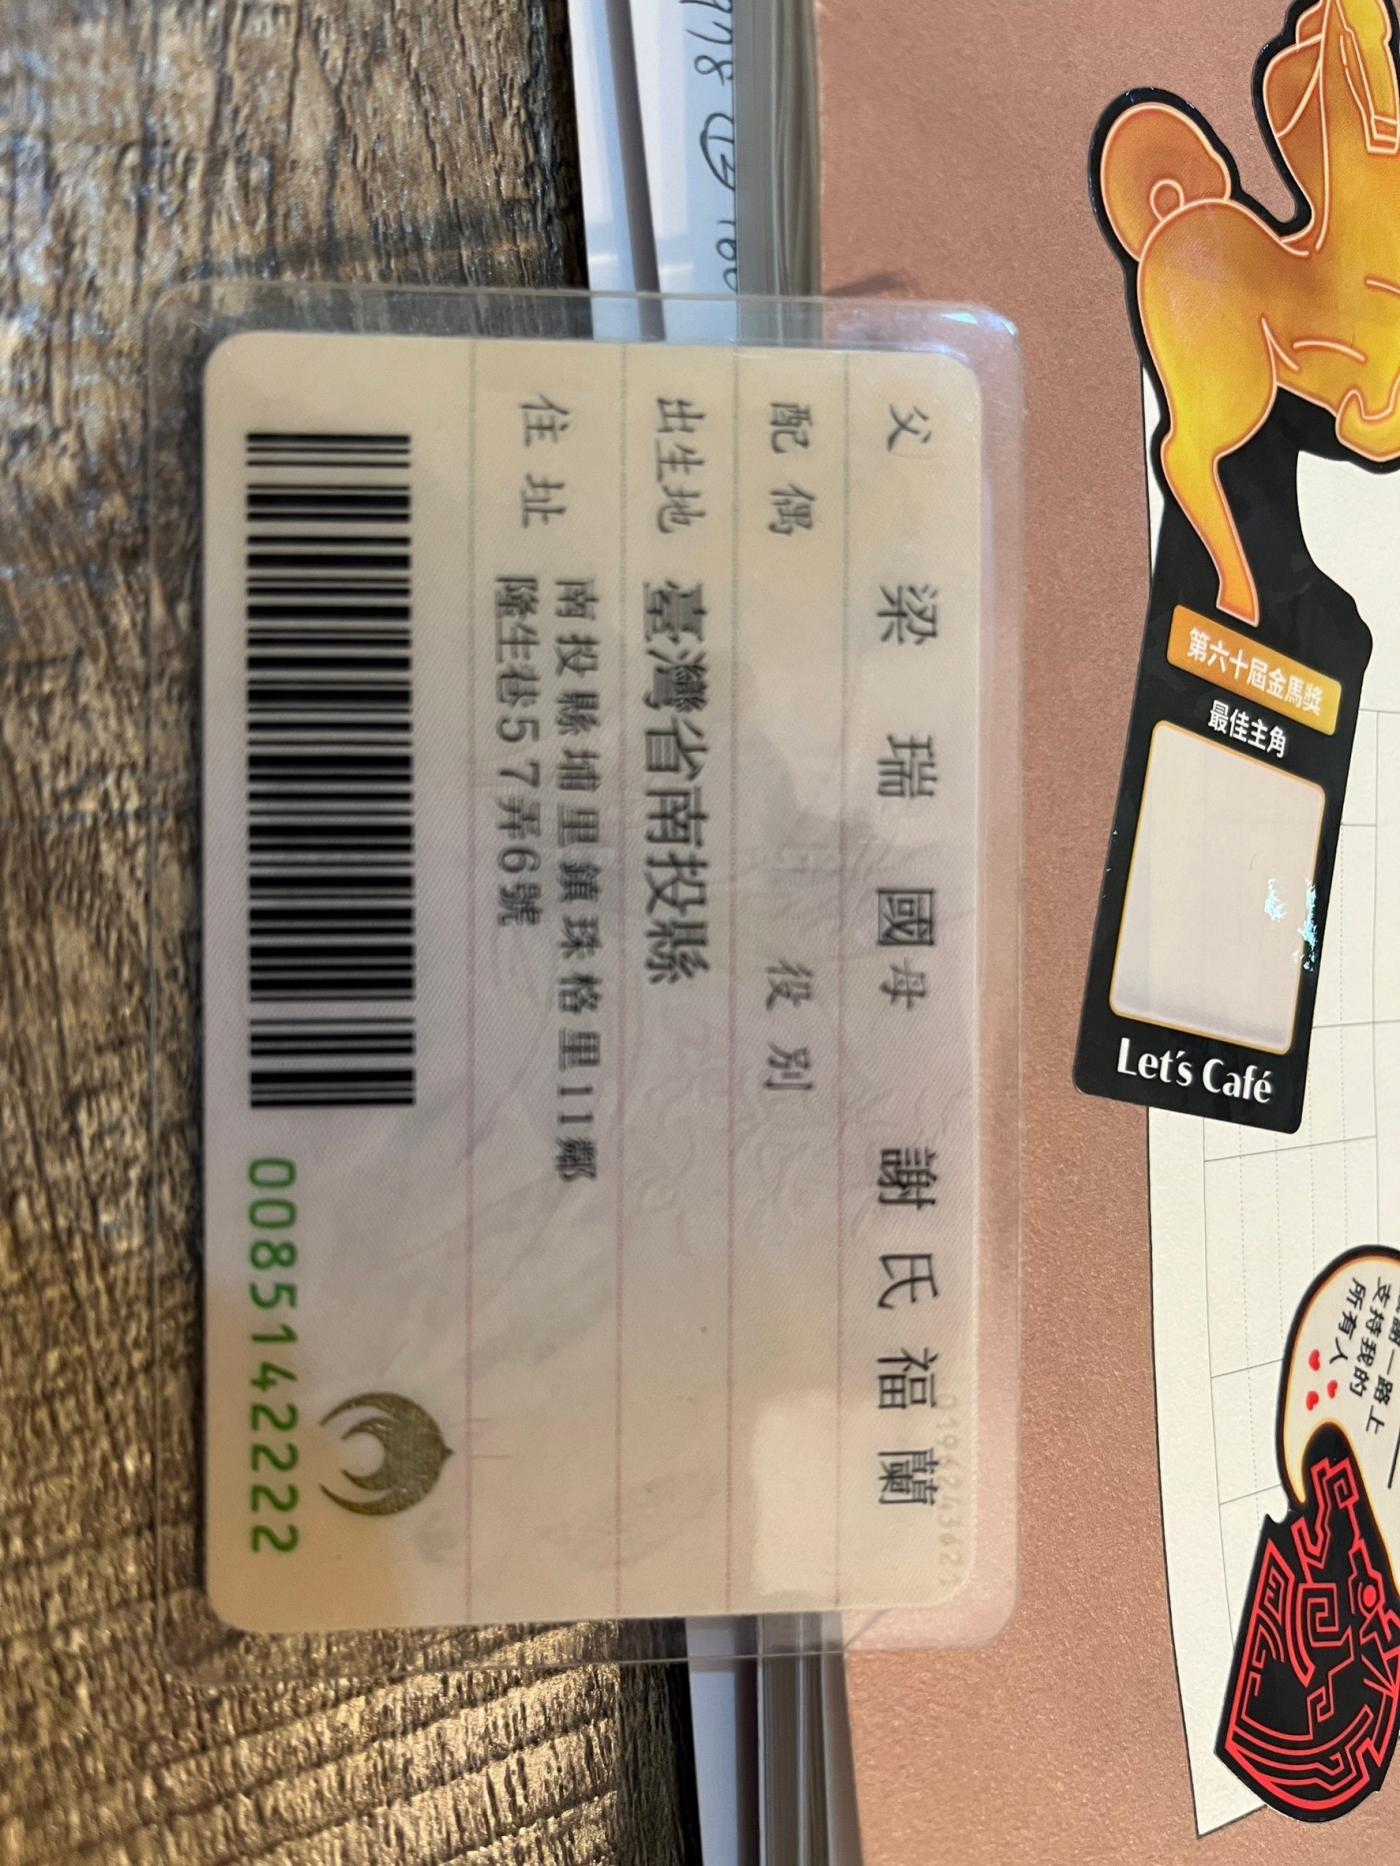 父 梁瑞國 母 謝氏福蘭
配偶 役別
出生地 臺灣省南投縣
住址 南投縣埔里鎮珠格里11鄰
隆生巷57弄6號
0085142222
第六十屆金馬獎
最佳主角
Let's Café
一路上
支持我的
所有人